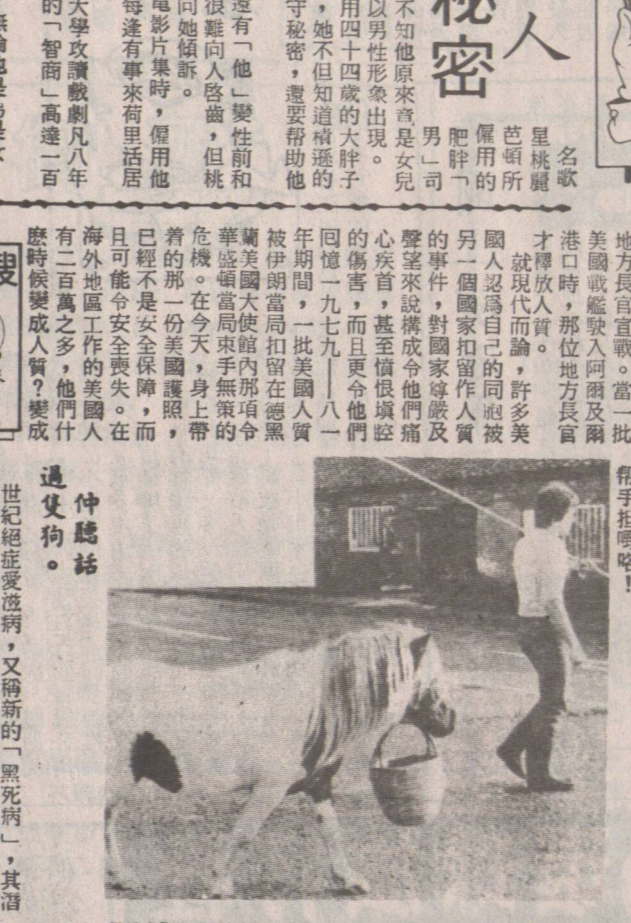 人
秘密
名歌
星桃麗
芭頓所
僱用的
肥胖「
男」司
不知他原來竟是女兒
以男性形象出現。
用四十四歲的大胖子
，她不但知道積遜的
守秘密，還要帮助他
還有「他」變性前和
很難向人啓齒，但桃
向她傾訴。
電影片集時，僱用他
每逢有事來荷里活居
大學攻讀戲劇凡八年
的「智商」高達一百
地方長官宣戰。當一批
美國戰艦駛入阿爾及爾
港口時，那位地方長官
才釋放人質。
就現代而論，許多美
國人認爲自己的同胞被
另一個國家扣留作人質
的事件，對國家尊嚴及
聲望來說構成令他們痛
心疾首，甚至憤恨塡腔
的傷害，而且更令他們
回憶一九七九——八一
年期間，一批美國人質
被伊朗當局扣留在德黑
蘭美國大使館內那項令
華盛頓當局束手無策的
危機。在今天，身上帶
着的那一份美國護照，
已經不是安全保障，而
且可能令安全喪失。在
海外地區工作的美國人
有二百萬之多，他們什
麽時候變成人質？變成
仲聽話
過隻狗。
世紀絕症愛滋病，又稱新的「黑死病」，其潛